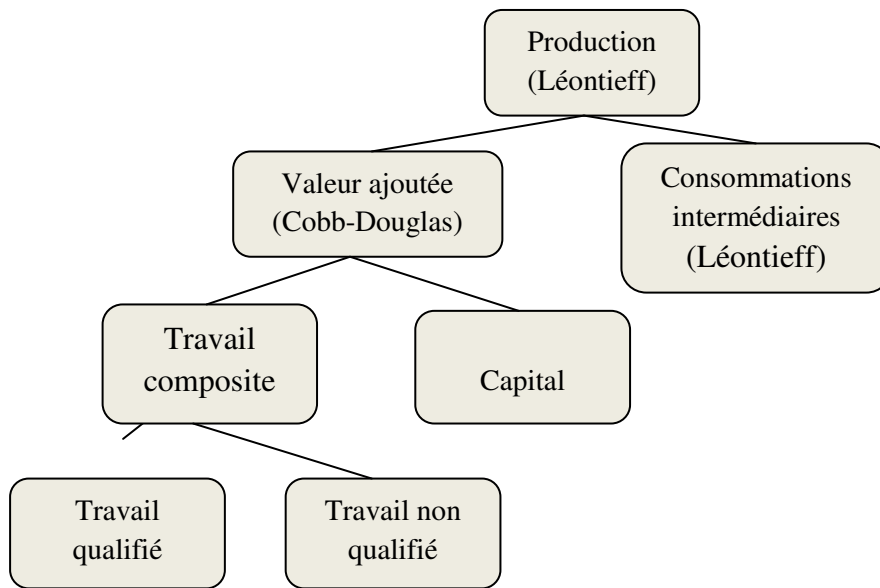 Production
(Léontieff)
Valeur ajoutée
(Cobb-Douglas)
Consommations
intermédiaires
(Léontieff)
Travail
composite
Capital
Travail
qualifié
Travail non
qualifié